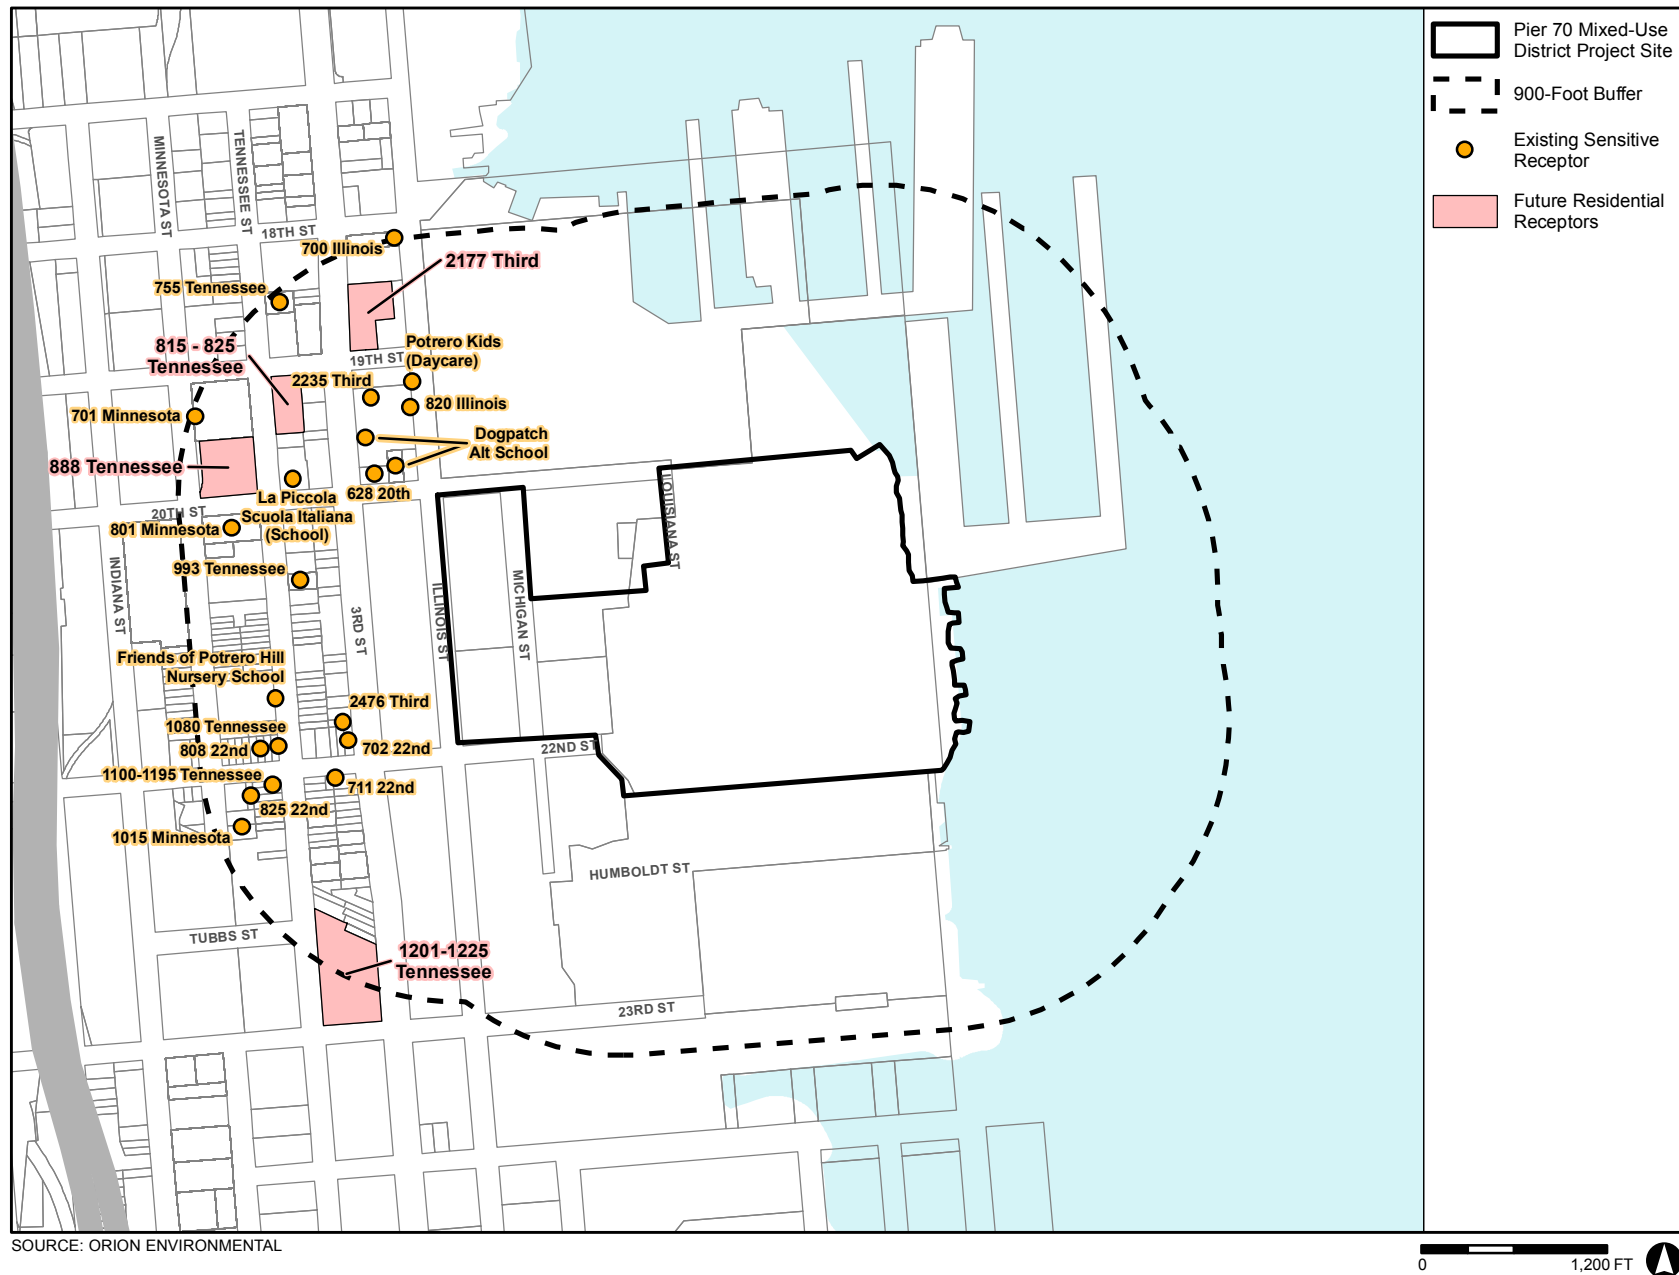 Pier 70 Mixed-Use
District Project Site
900-Foot Buffer
Existing Sensitive
Receptor
Future Residential
Receptors
MINNESOTA ST
TENNESSEE ST
18TH ST
700 Illinois
2177 Third
755 Tennessee
815 - 825
Tennessee
19TH ST
Potrero Kids
(Daycare)
2235 Third
820 Illinois
701 Minnesota
Dogpatch
Alt School
888 Tennessee
La Piccola
Scuola Italiana
(School)
628 20th
20TH ST
801 Minnesota
LOUISIANA ST
993 Tennessee
INDIANA ST
3RD ST
ILLINOIS ST
MICHIGAN ST
Friends of Potrero Hill
Nursery School
2476 Third
1080 Tennessee
808 22nd
702 22nd
22ND ST
1100-1195 Tennessee
711 22nd
825 22nd
1015 Minnesota
HUMBOLDT ST
TUBBS ST
1201-1225
Tennessee
23RD ST
SOURCE: ORION ENVIRONMENTAL
0
1,200 FT